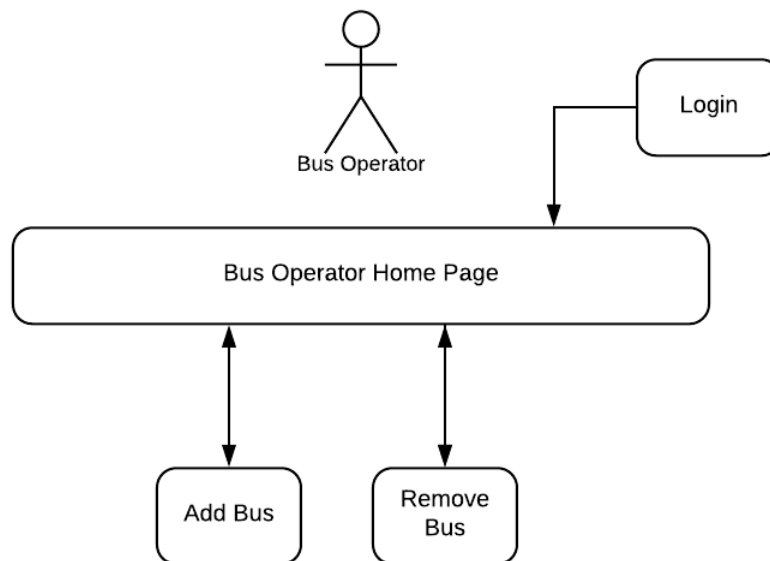 Login
Bus Operator
Bus Operator Home Page
Add Bus
Remove
Bus